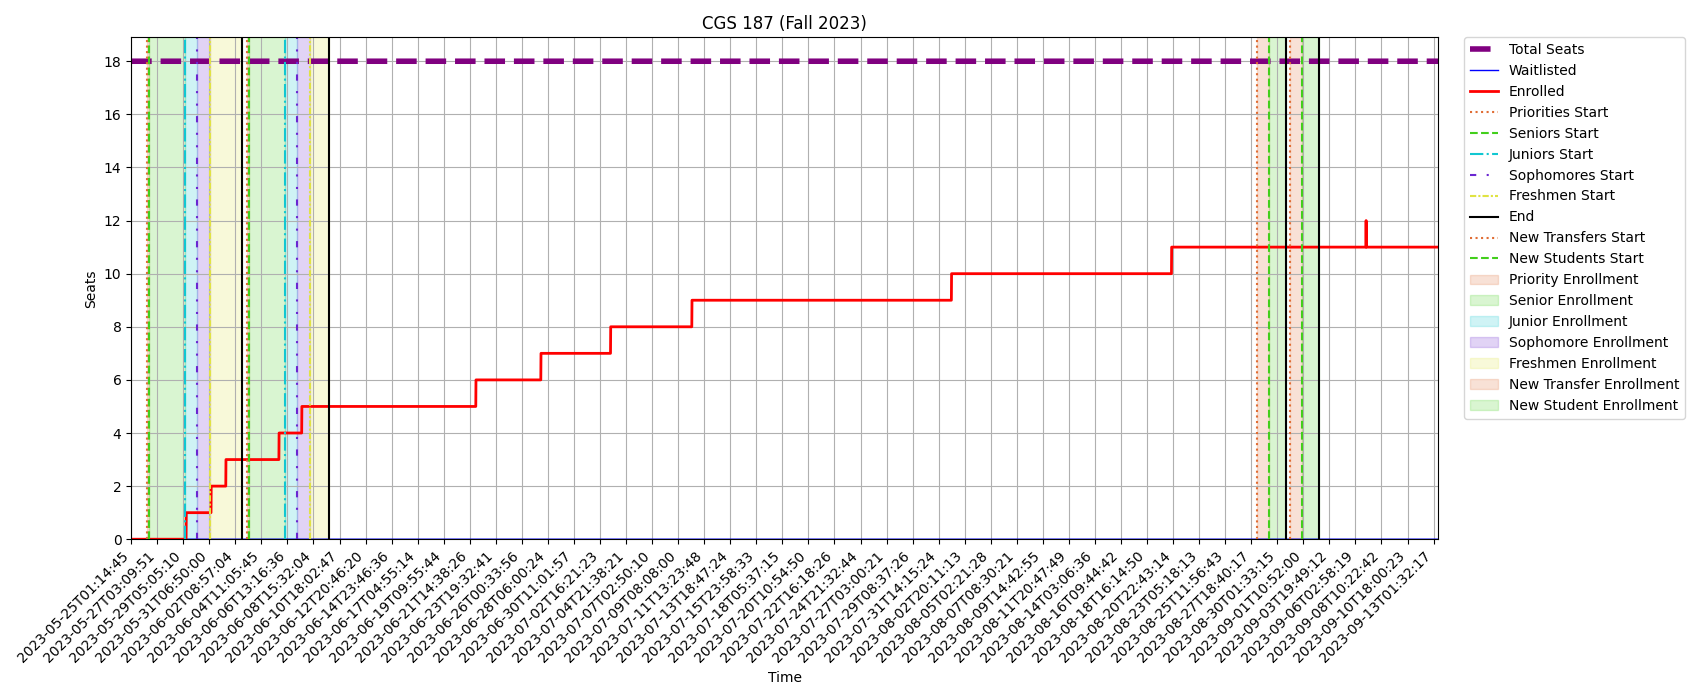 CGS 187 (Fall 2023)
Seats
18
16
14
12
10
8
6
4
2
0
2023-05-25T01:14:45
2023-05-27T03:09:51
2023-05-29T05:05:10
2023-05-31T06:50:00
2023-06-02T08:57:04
2023-06-04T11:05:45
2023-06-06T13:16:36
2023-06-08T15:32:04
2023-06-10T18:02:47
2023-06-12T20:46:20
2023-06-14T23:46:36
2023-06-17T04:55:14
2023-06-19T09:55:44
2023-06-21T14:38:26
2023-06-23T19:32:41
2023-06-26T00:33:56
2023-06-28T06:00:24
2023-06-30T11:01:57
2023-07-02T16:21:23
2023-07-04T21:38:21
2023-07-07T02:50:10
2023-07-09T08:08:00
2023-07-11T13:23:48
2023-07-13T18:47:24
2023-07-15T23:58:33
2023-07-18T05:37:15
2023-07-20T10:54:50
2023-07-22T16:18:26
2023-07-24T21:32:44
2023-07-27T03:00:21
2023-07-29T08:37:26
2023-07-31T14:15:24
2023-08-02T20:11:13
2023-08-05T02:21:28
2023-08-07T08:30:21
2023-08-09T14:42:55
2023-08-11T20:47:49
2023-08-14T03:06:36
2023-08-16T09:44:42
2023-08-18T16:14:50
2023-08-20T22:43:14
2023-08-23T05:18:13
2023-08-25T11:56:43
2023-08-27T18:40:17
2023-08-30T01:33:15
2023-09-01T10:52:00
2023-09-03T19:49:12
2023-09-06T02:58:19
2023-09-08T10:22:42
2023-09-10T18:00:23
2023-09-13T01:32:17
Time
Total Seats
Waitlisted
Enrolled
Priorities Start
Seniors Start
Juniors Start
Sophomores Start
Freshmen Start
End
New Transfers Start
New Students Start
Priority Enrollment
Senior Enrollment
Junior Enrollment
Sophomore Enrollment
Freshmen Enrollment
New Transfer Enrollment
New Student Enrollment